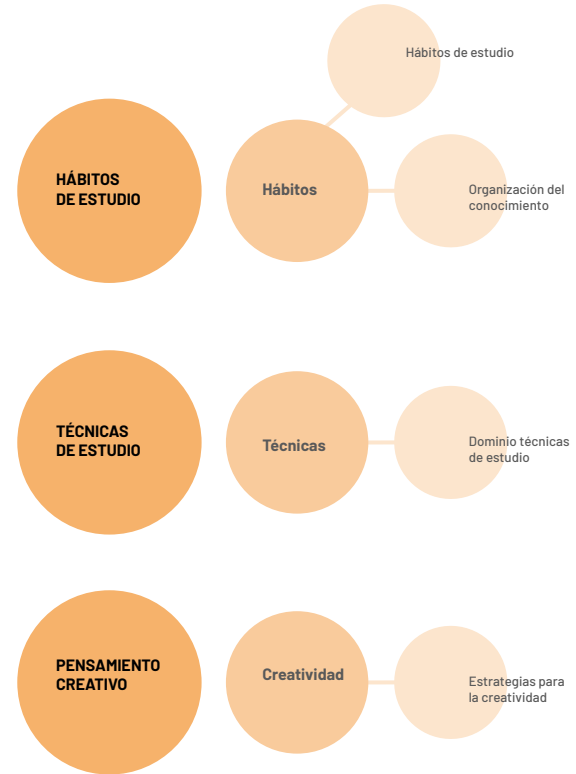 Hábitos de estudio
HÁBITOS
DE ESTUDIO
Hábitos
Organización del
conocimiento
TÉCNICAS
DE ESTUDIO
Técnicas
Dominio técnicas
de estudio
PENSAMIENTO
CREATIVO
Creatividad
Estrategias para
la creatividad